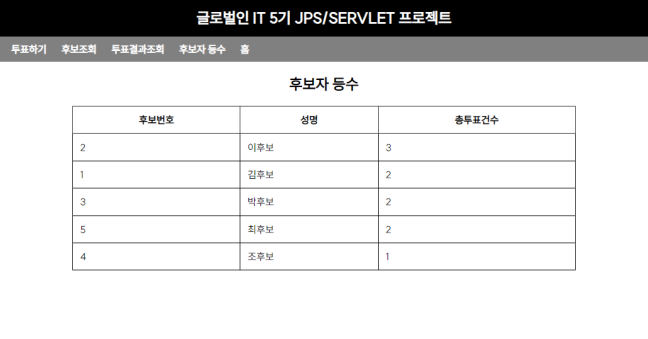 글로벌인 IT 5기 JPS/SERVLET 프로젝트
투표하기 후보조회 투표결과조회 후보자 등수 홈
후보자 등수
후보번호 성명 총투표건수
2 이후보 3
1 김후보 2
3 박후보 2
5 최후보 2
4 조후보 1